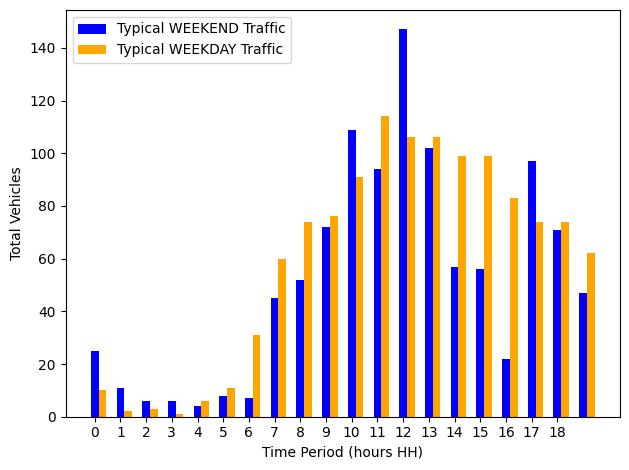 Typical WEEKEND Traffic
Typical WEEKDAY Traffic
140
120
100
80
60
40
20
0
Total Vehicles
0 1 2 3 4 5 6 7 8 9 10 11 12 13 14 15 16 17 18
Time Period (hours HH)